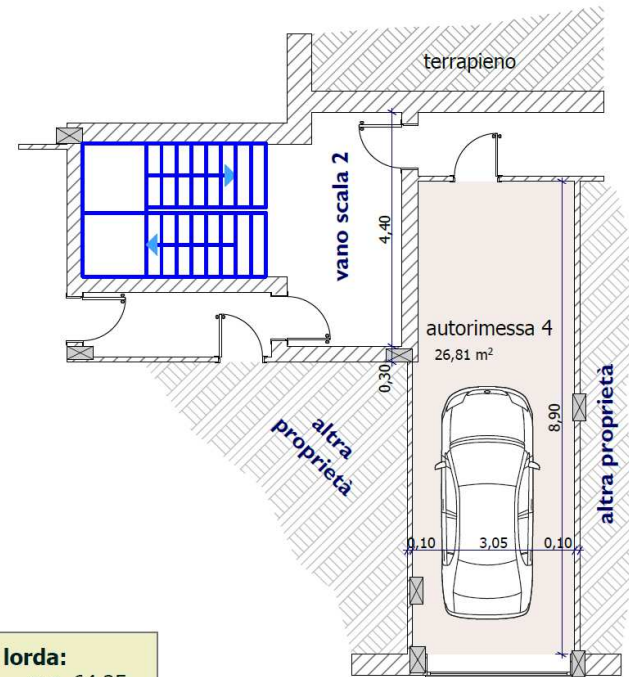 terrapieno
vano scala 2
4,40
autorimessa 4
26,81 m²
0,30
8,90
altra
proprietà
altra proprietà
0,10
3,05
0,10
lorda: